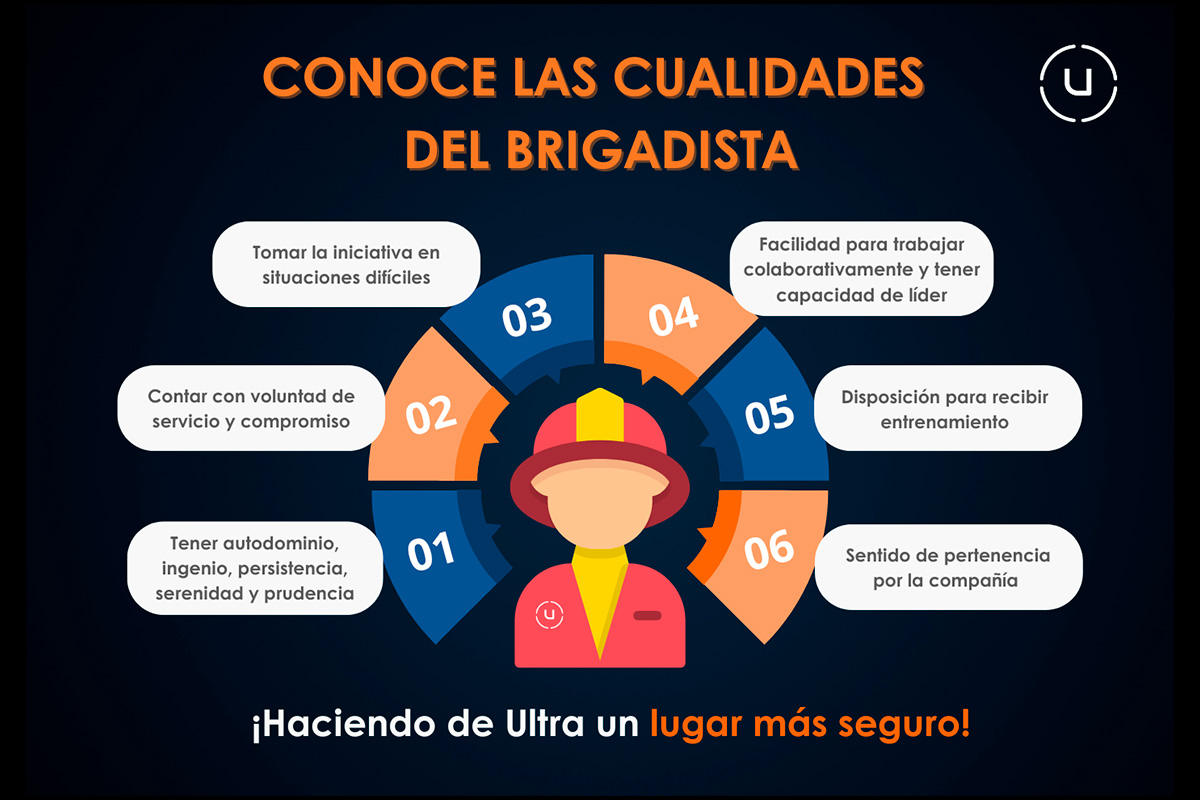 CONOCE LAS CUALIDADES
DEL BRIGADISTA
u
01
Tener autodominio,
ingenio, persistencia,
serenidad y prudencia
02
Contar con voluntad de
servicio y compromiso
03
Tomar la iniciativa en
situaciones difíciles
04
Facilidad para trabajar
colaborativamente y tener
capacidad de líder
05
Disposición para recibir
entrenamiento
06
Sentido de pertenencia
por la compañía
u
¡Haciendo de Ultra un lugar más seguro!